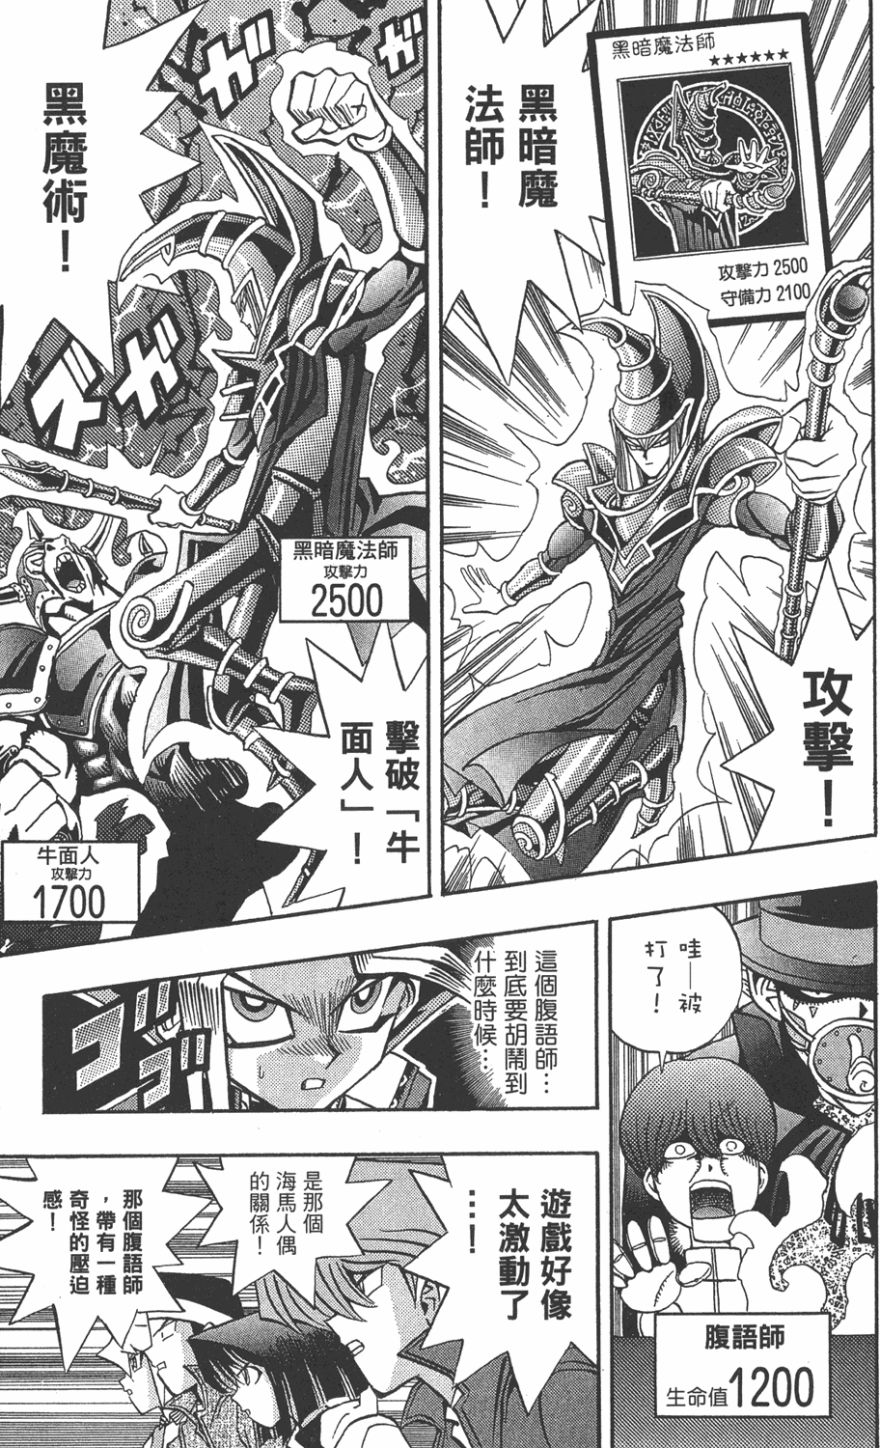 黑暗魔法師
★★★★★★
攻擊力 2500
守備力 2100
黑暗魔
法師！
攻擊！
ガガ
黑魔術！
ガガ
黑暗魔法師
攻擊力
2500
擊破「牛
面人」！
牛面人
攻擊力
1700
哇—被
打了！
腹語師
生命值1200
這個腹語師…
到底要胡鬧到
什麼時候…
ゴゴゴ
遊戲好像
太激動了
…！
是那個
海馬人偶
的關係！
那個腹語師
，帶有一種
奇怪的壓迫
感！